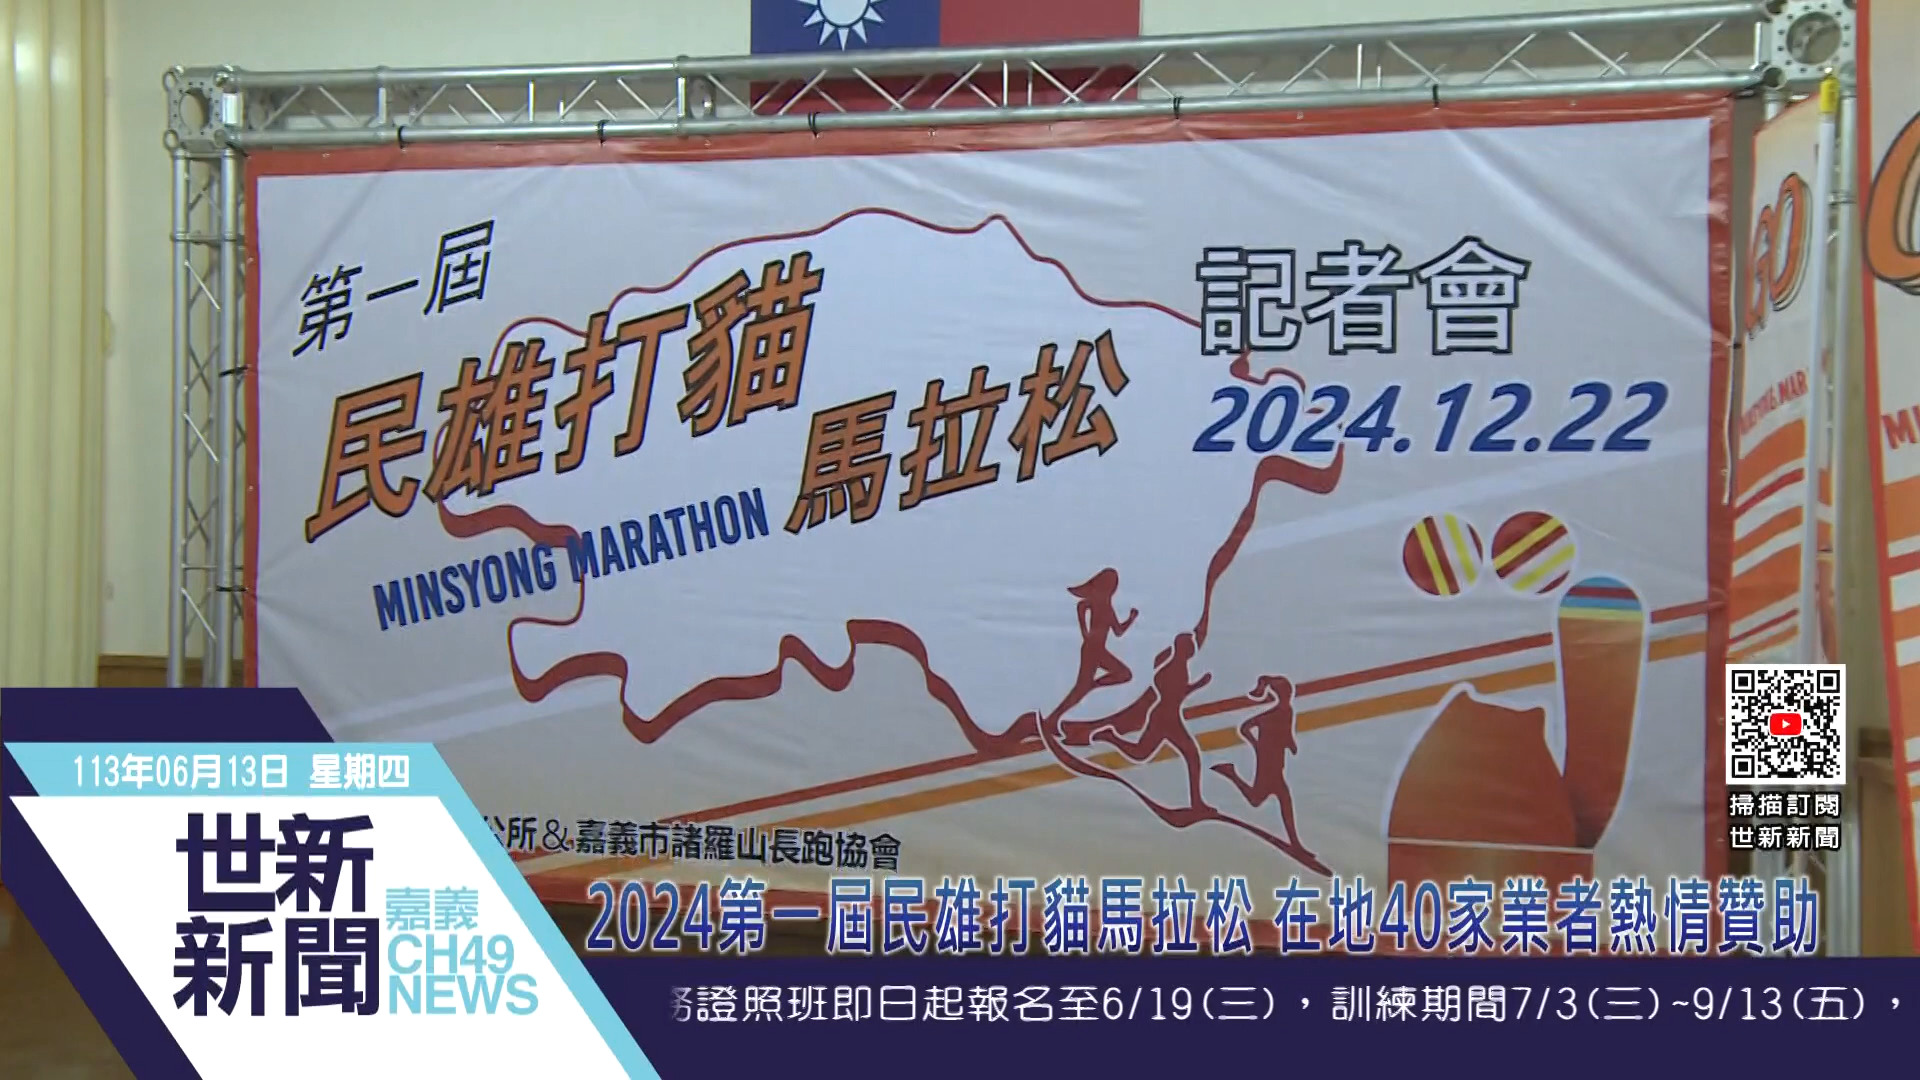 第一屆
民雄打貓
馬拉松
MINSYONG MARATHON
記者會
2024.12.22
公所&嘉義市諸羅山長跑協會
GO
掃描訂閱
世新新聞
113年06月13日 星期四
世新
新聞
嘉義
CH49
NEWS
2024第一屆民雄打貓馬拉松 在地40家業者熱情贊助
證照班即日起報名至6/19(三)，訓練期間7/3(三)~9/13(五)，